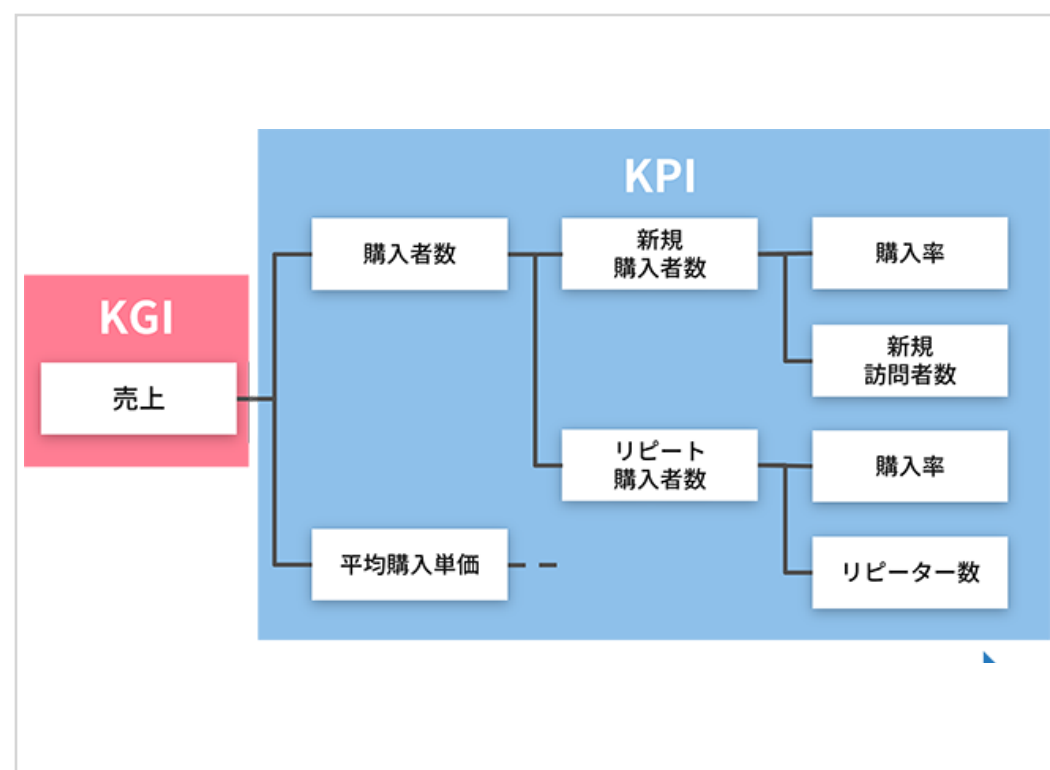 KPI
KGI
売上
購入者数
新規
購入者数
購入率
新規
訪問者数
リピート
購入者数
購入率
リピーター数
平均購入単価